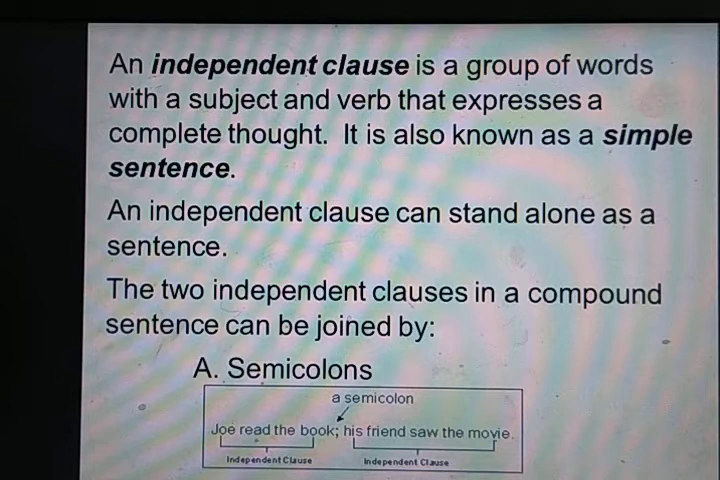 An independent clause is a group of words
with a subject and verb that expresses a
complete thought. It is also known as a simple
sentence.
An independent clause can stand alone as a
sentence.
The two independent clauses in a compound
sentence can be joined by:
A. Semicolons
a semicolon
Joe read the book; his friend saw the movie.
Independent Clause Independent Clause